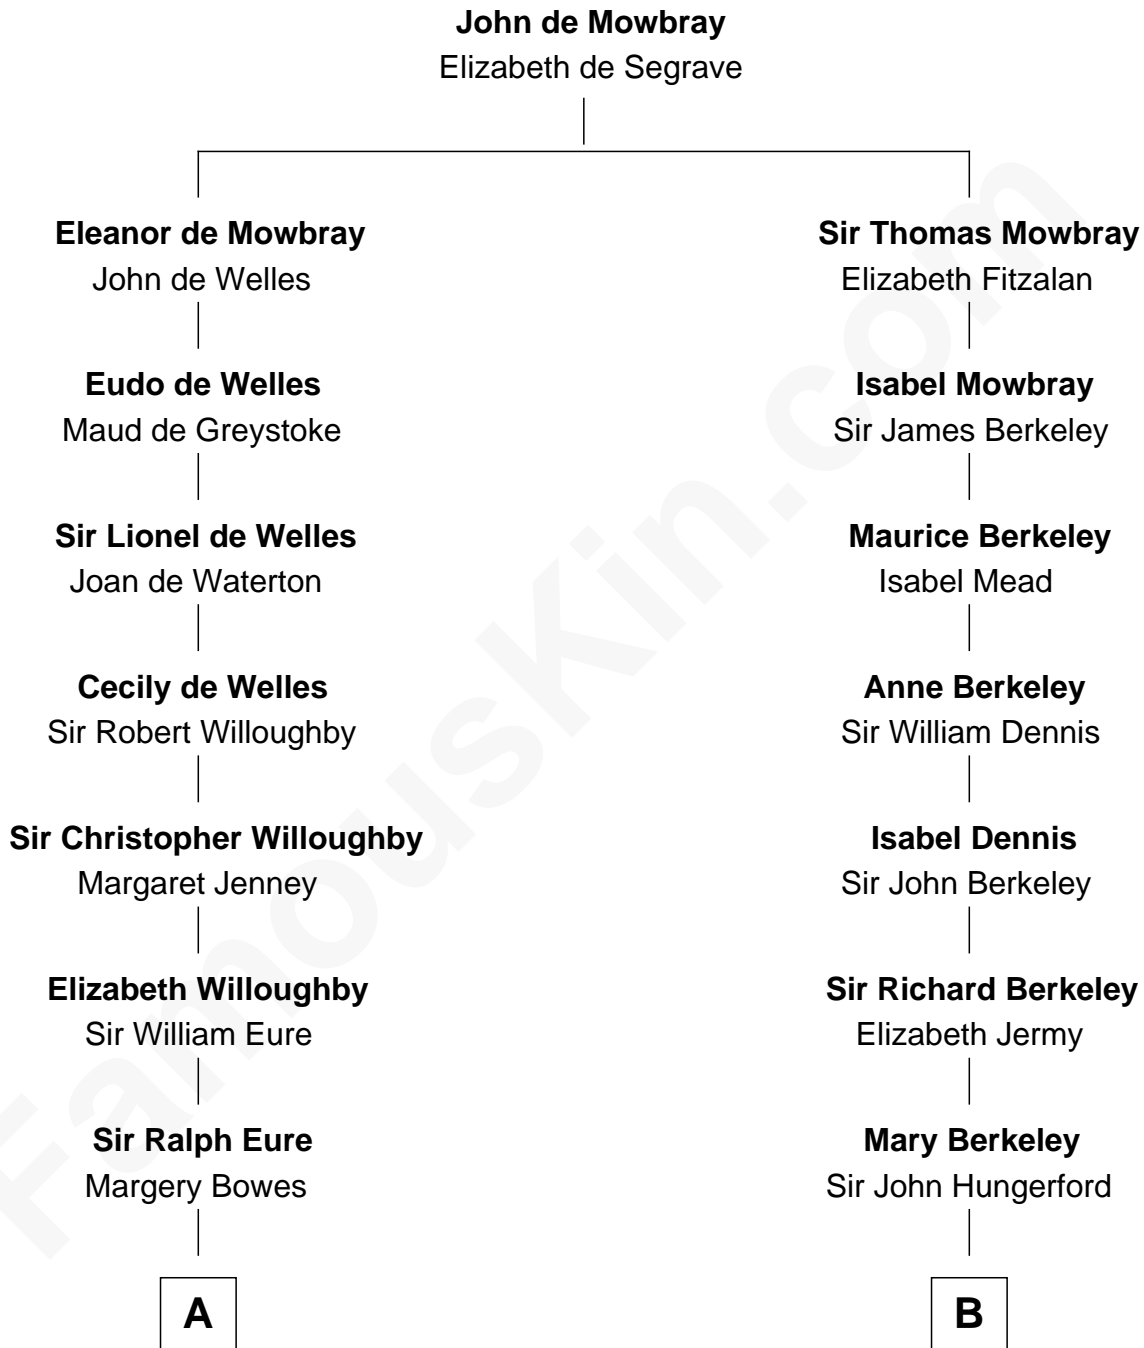 John de Mowbray
Elizabeth de Segrave
Eleanor de Mowbray
John de Welles
Eudo de Welles
Maud de Greystoke
Sir Lionel de Welles
Joan de Waterton
Cecily de Welles
Sir Robert Willoughby
Sir Christopher Willoughby
Margaret Jenney
Elizabeth Willoughby
Sir William Eure
Sir Ralph Eure
Margery Bowes
A
Sir Thomas Mowbray
Elizabeth Fitzalan
Isabel Mowbray
Sir James Berkeley
Maurice Berkeley
Isabel Mead
Anne Berkeley
Sir William Dennis
Isabel Dennis
Sir John Berkeley
Sir Richard Berkeley
Elizabeth Jermy
Mary Berkeley
Sir John Hungerford
B
FamousKin.com